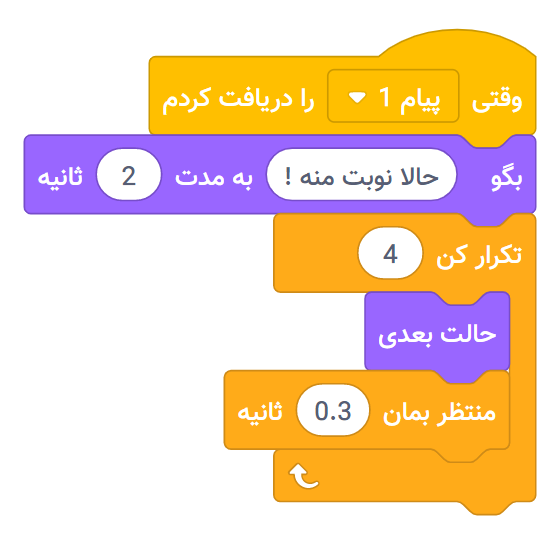 وقتی پیام 1 را دریافت کردم
بگو حالا نوبت منه ! به مدت 2 ثانیه
تکرار کن 4
حالت بعدی
منتظر بمان 0.3 ثانیه